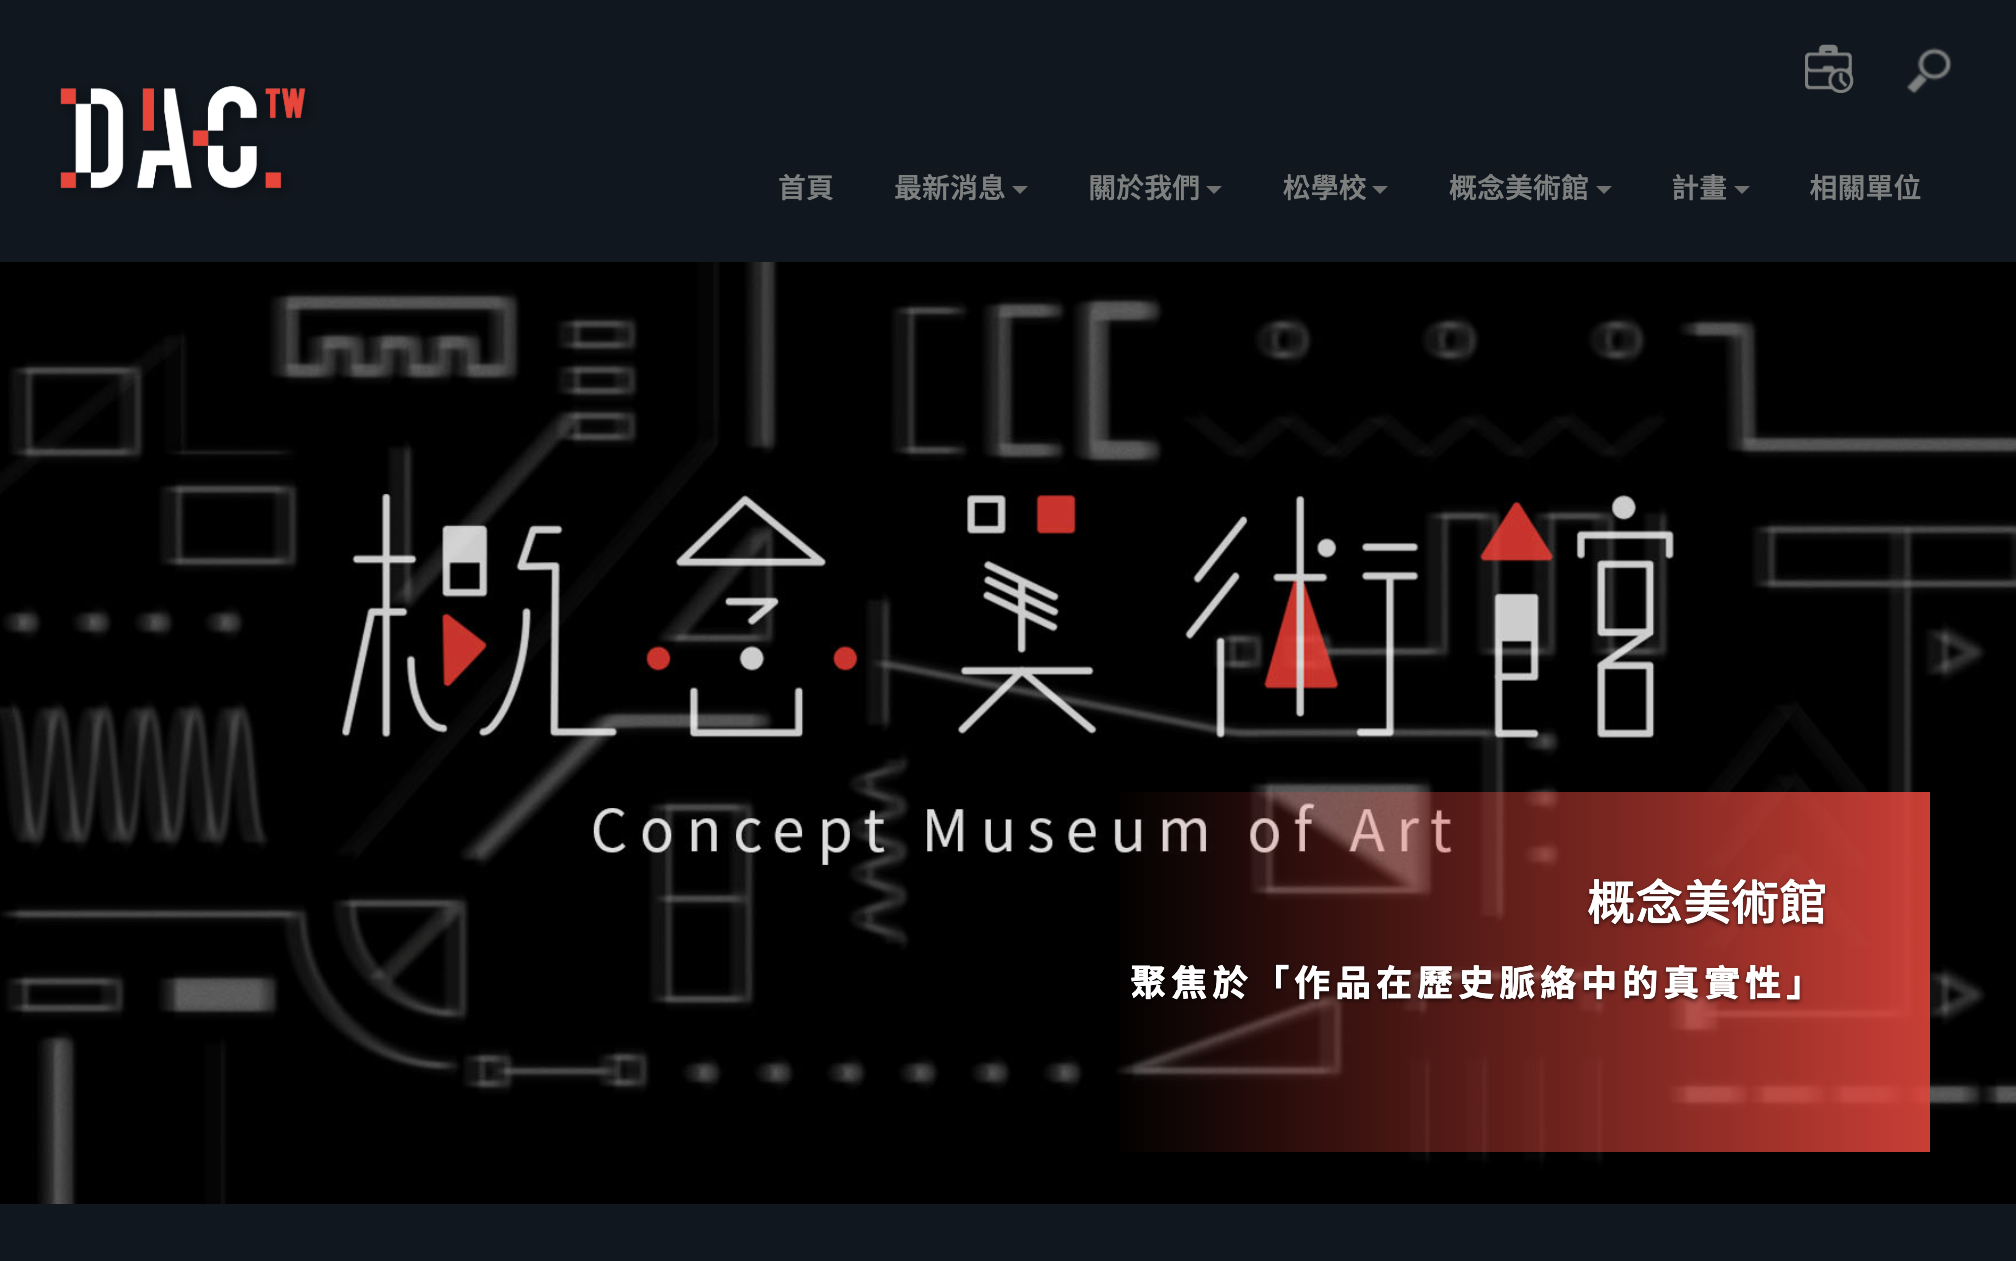 DAC.TW
首頁 最新消息 關於我們 松學校 概念美術館 計畫 相關單位
概念美術館
Concept Museum of Art
概念美術館
聚焦於「作品在歷史脈絡中的真實性」